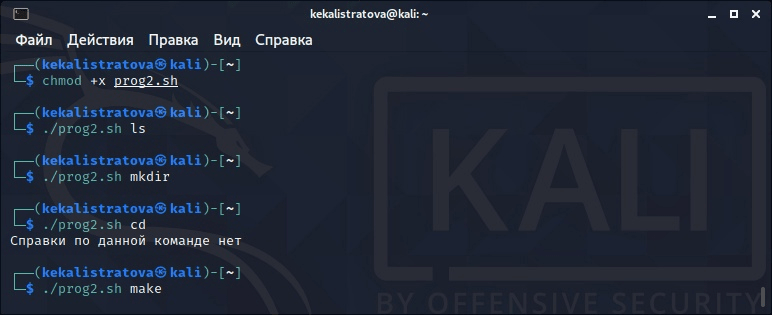 kekalistratova@kali: ~
Файл Действия Правка Вид Справка
┌──(kekalistratova㉿kali)-[~]
└─$ chmod +x prog2.sh
┌──(kekalistratova㉿kali)-[~]
└─$ ./prog2.sh ls
┌──(kekalistratova㉿kali)-[~]
└─$ ./prog2.sh mkdir
┌──(kekalistratova㉿kali)-[~]
└─$ ./prog2.sh cd
Справки по данной команде нет
┌──(kekalistratova㉿kali)-[~]
└─$ ./prog2.sh make
KALI
BY OFFENSIVE SECURITY